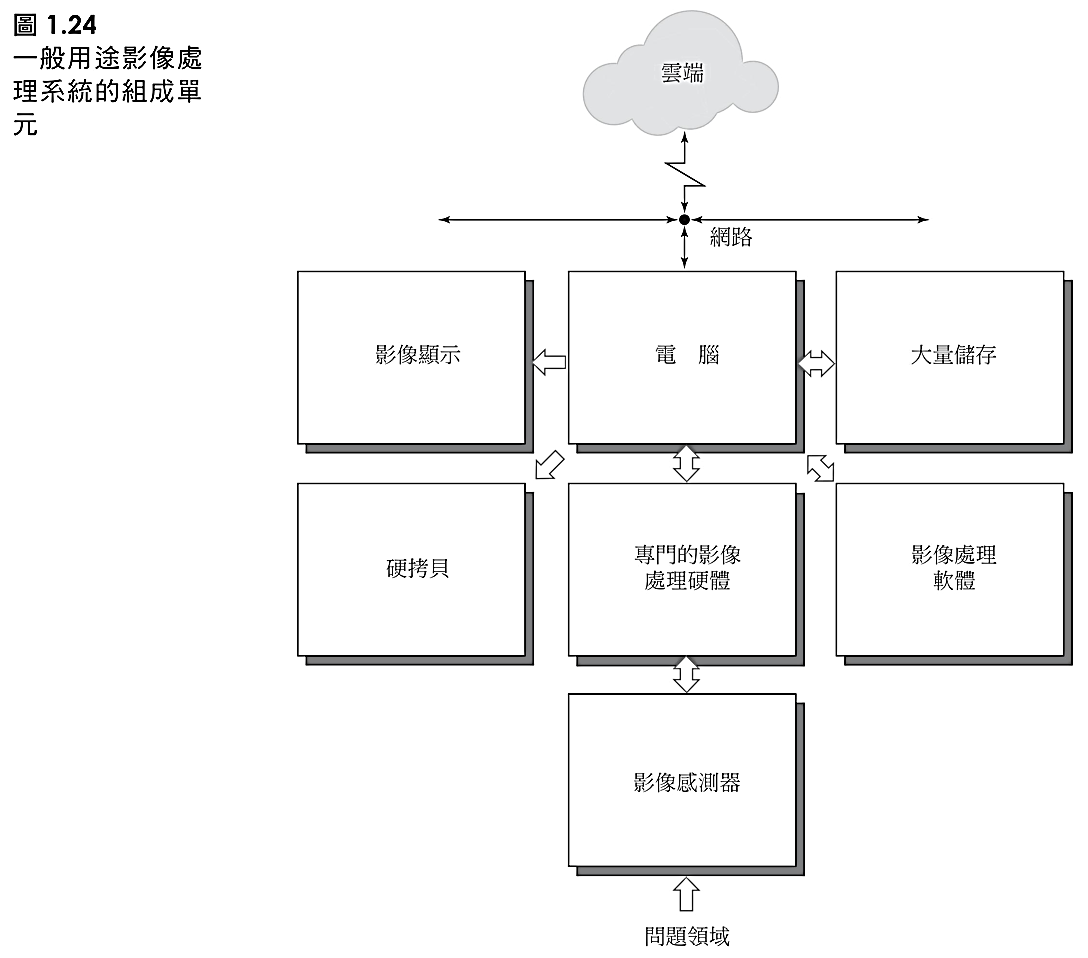 圖 1.24
一般用途影像處
理系統的組成單
元
雲端
網路
影像顯示
電 腦
大量儲存
硬拷貝
專門的影像
處理硬體
影像處理
軟體
影像感測器
問題領域